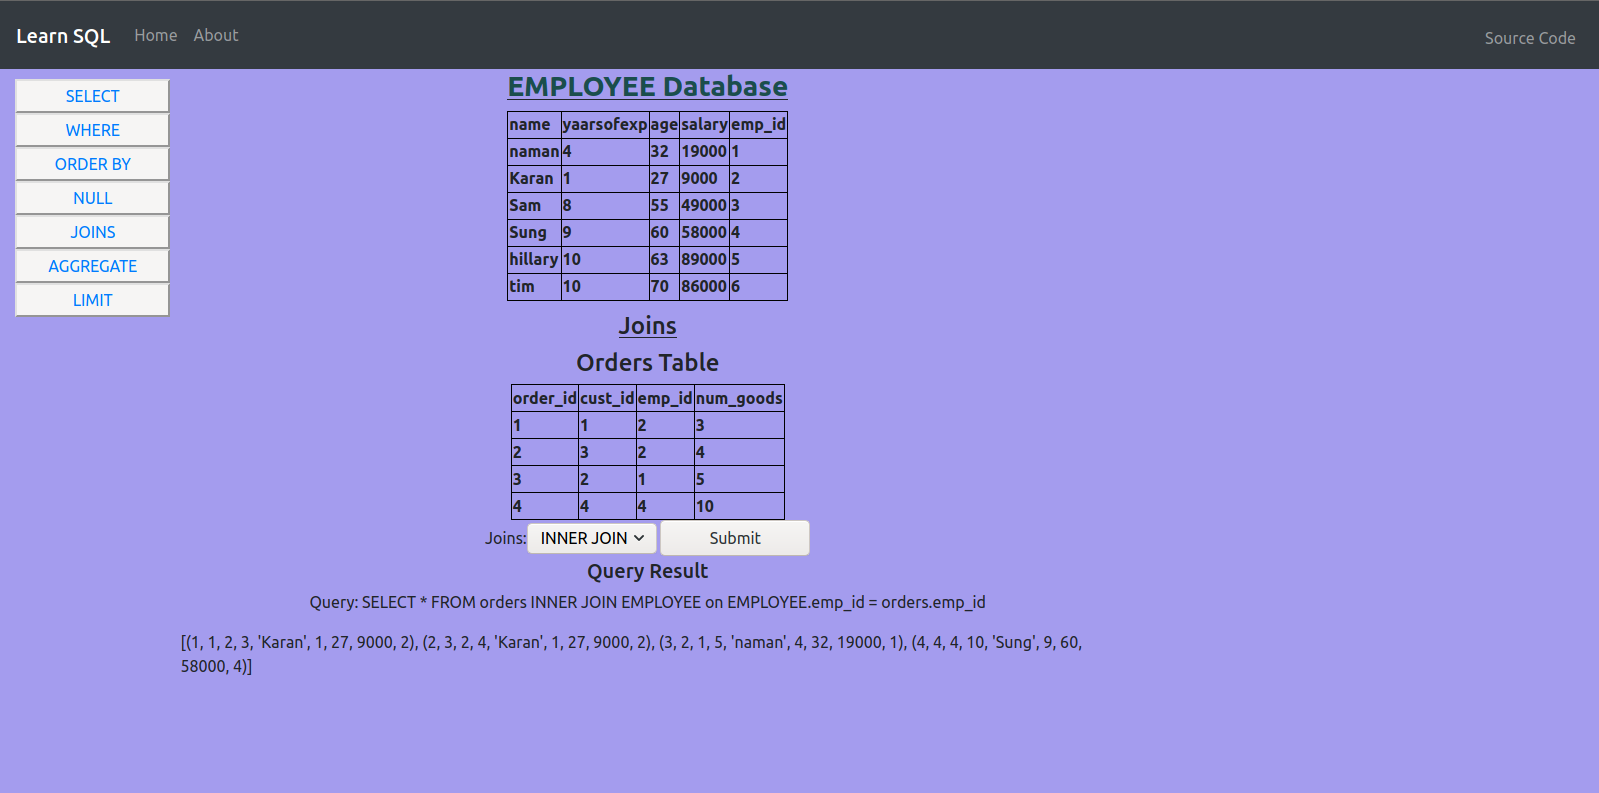 Learn SQL Home About Source Code
SELECT
WHERE
ORDER BY
NULL
JOINS
AGGREGATE
LIMIT
EMPLOYEE Database
name yaarsofexp age salary emp_id
naman 4 32 19000 1
Karan 1 27 9000 2
Sam 8 55 49000 3
Sung 9 60 58000 4
hillary 10 63 89000 5
tim 10 70 86000 6
Joins
Orders Table
order_id cust_id emp_id num_goods
1 1 2 3
2 3 2 4
3 2 1 5
4 4 4 10
Joins: INNER JOIN Submit
Query Result
Query: SELECT * FROM orders INNER JOIN EMPLOYEE on EMPLOYEE.emp_id = orders.emp_id
[(1, 1, 2, 3, 'Karan', 1, 27, 9000, 2), (2, 3, 2, 4, 'Karan', 1, 27, 9000, 2), (3, 2, 1, 5, 'naman', 4, 32, 19000, 1), (4, 4, 4, 10, 'Sung', 9, 60,
58000, 4)]